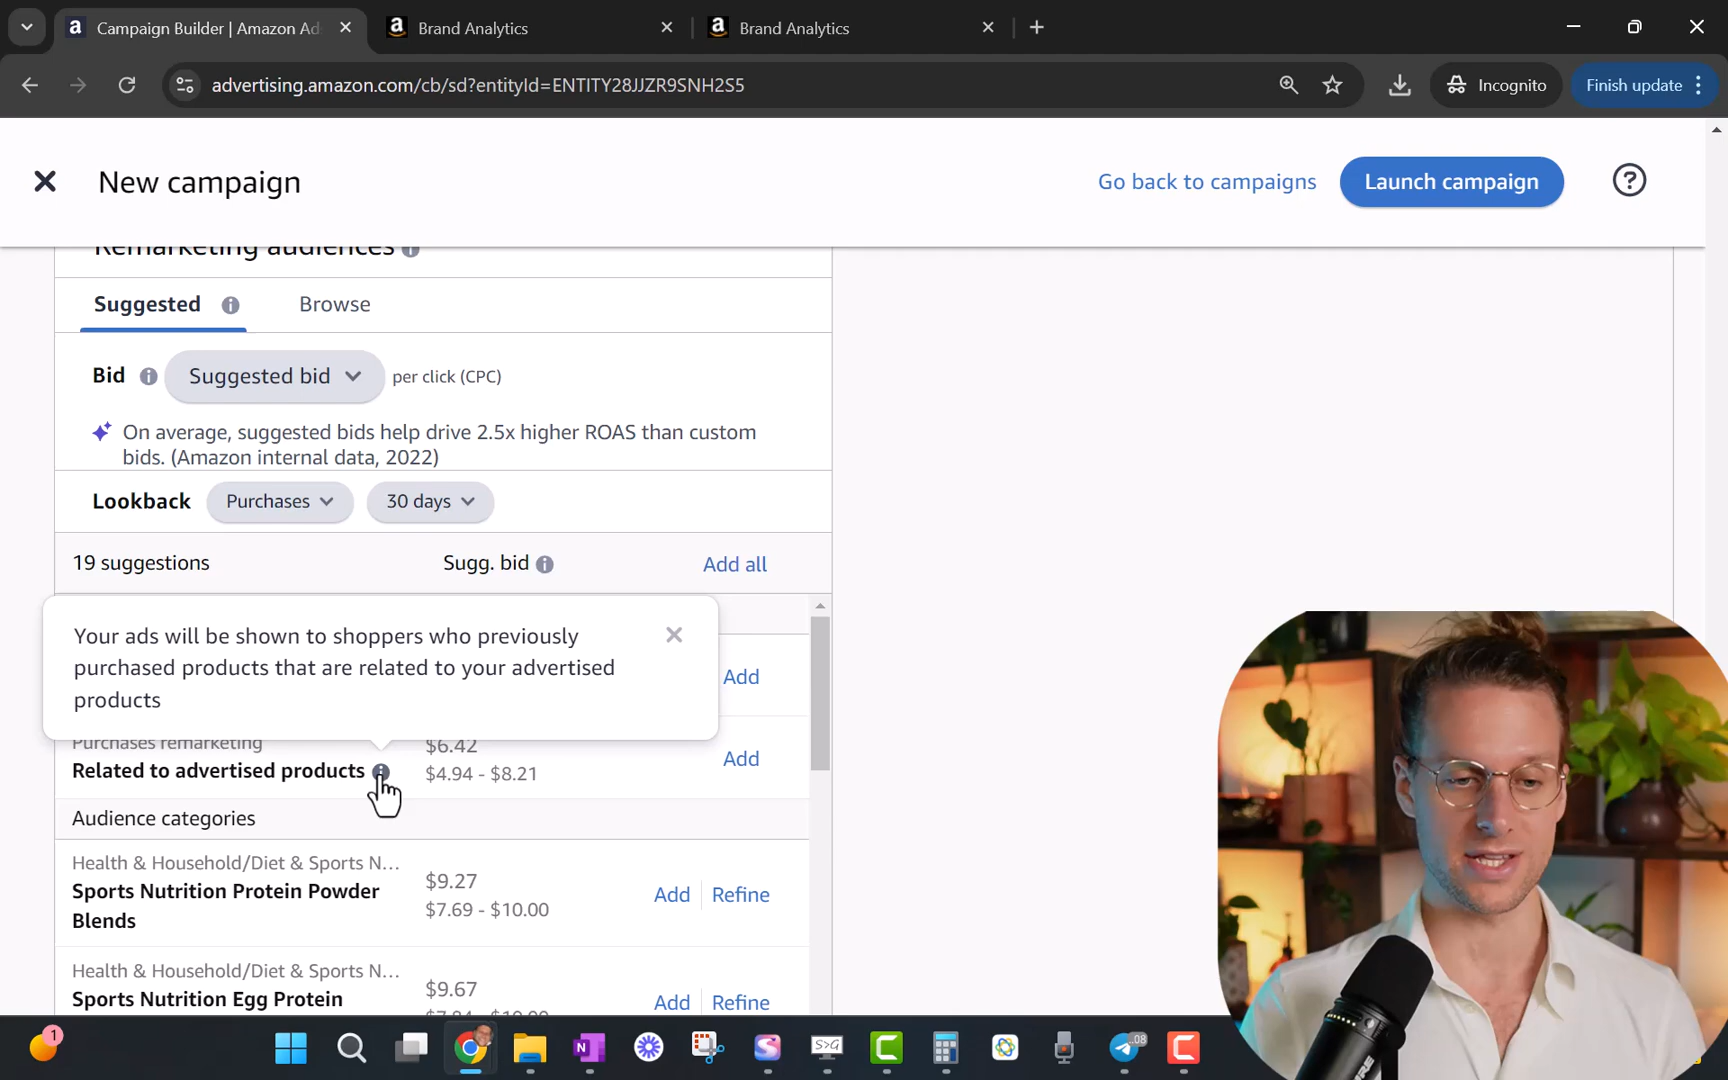 Campaign Builder | Amazon Ad
Brand Analytics
Brand Analytics
advertising.amazon.com/cb/sd?entityId=ENTITY28JJZR9SNH2S5
Incognito
Finish update
New campaign
Go back to campaigns
Launch campaign
Remarketing audiences
Suggested
Browse
Bid
Suggested bid
per click (CPC)
On average, suggested bids help drive 2.5x higher ROAS than custom
bids. (Amazon internal data, 2022)
Lookback
Purchases
30 days
19 suggestions
Sugg. bid
Add all
Your ads will be shown to shoppers who previously
purchased products that are related to your advertised
products
Add
Purchases remarketing
Related to advertised products
$6.42
$4.94 - $8.21
Add
Audience categories
Health & Household/Diet & Sports N...
Sports Nutrition Protein Powder
Blends
$9.27
$7.69 - $10.00
Add
Refine
Health & Household/Diet & Sports N...
Sports Nutrition Egg Protein
$9.67
$7.84 - $10.00
Add
Refine
1
S>G
08